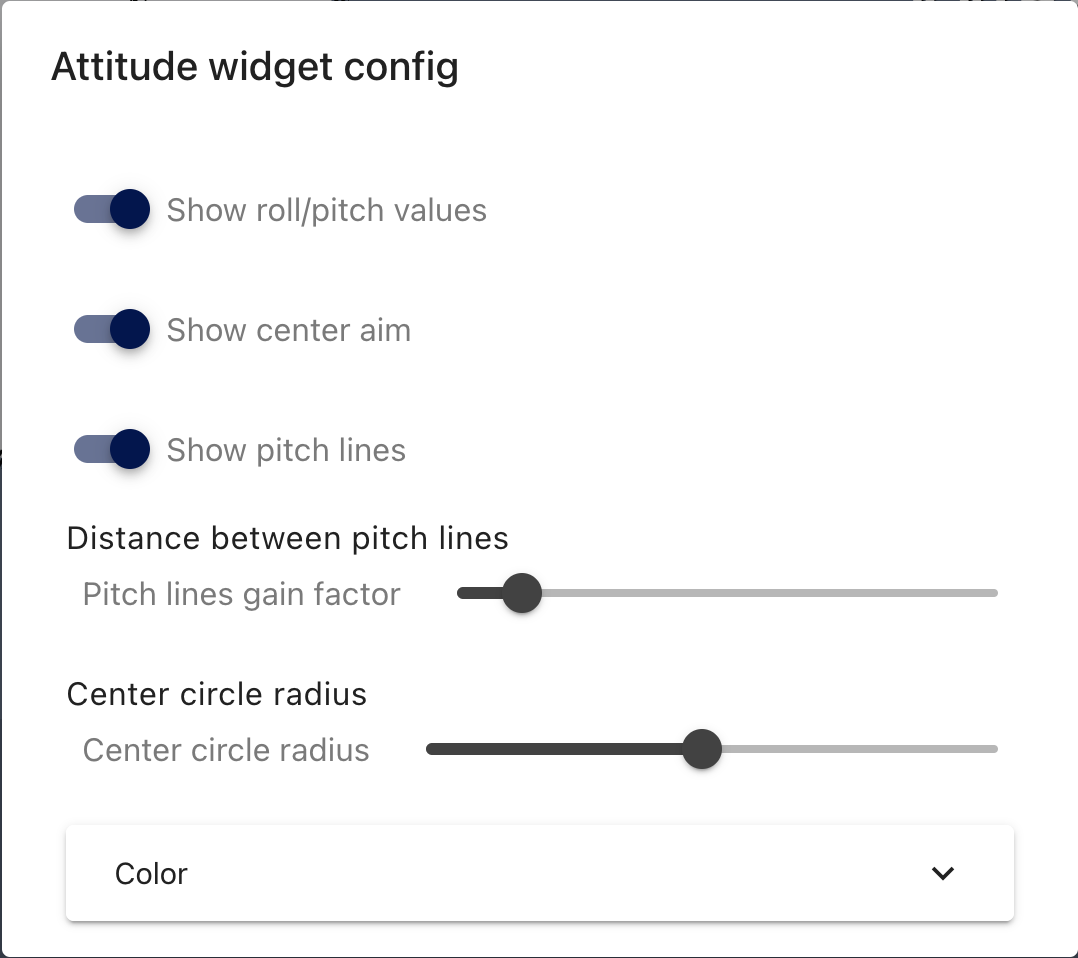 Attitude widget config
Show roll/pitch values
Show center aim
Show pitch lines
Distance between pitch lines
Pitch lines gain factor
Center circle radius
Center circle radius
Color